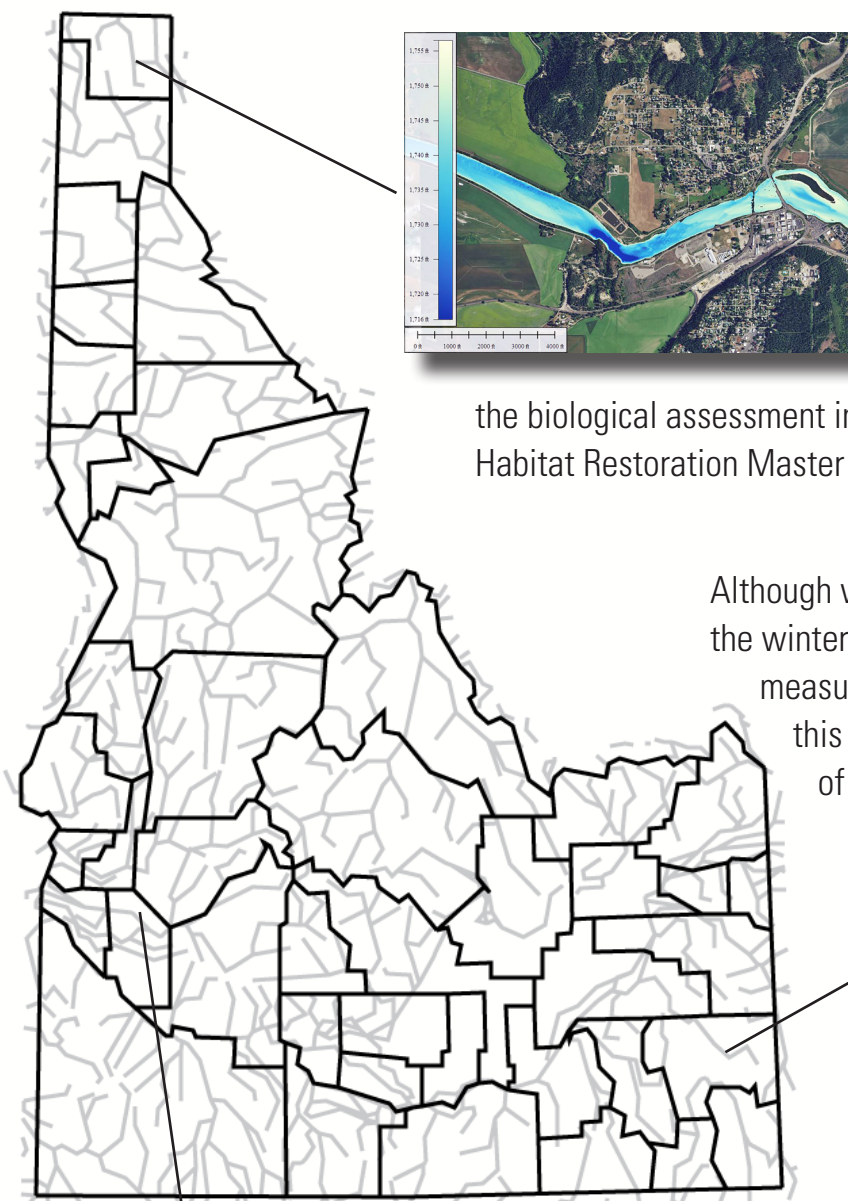 1,755 ft
1,750 ft
1,745 ft
1,740 ft
1,735 ft
1,730 ft
1,725 ft
1,720 ft
1,716 ft
0 ft 1000 ft 2000 ft 3000 ft 4000 ft
the biological assessment in
Habitat Restoration Master
Although
the winter
measu
this
of